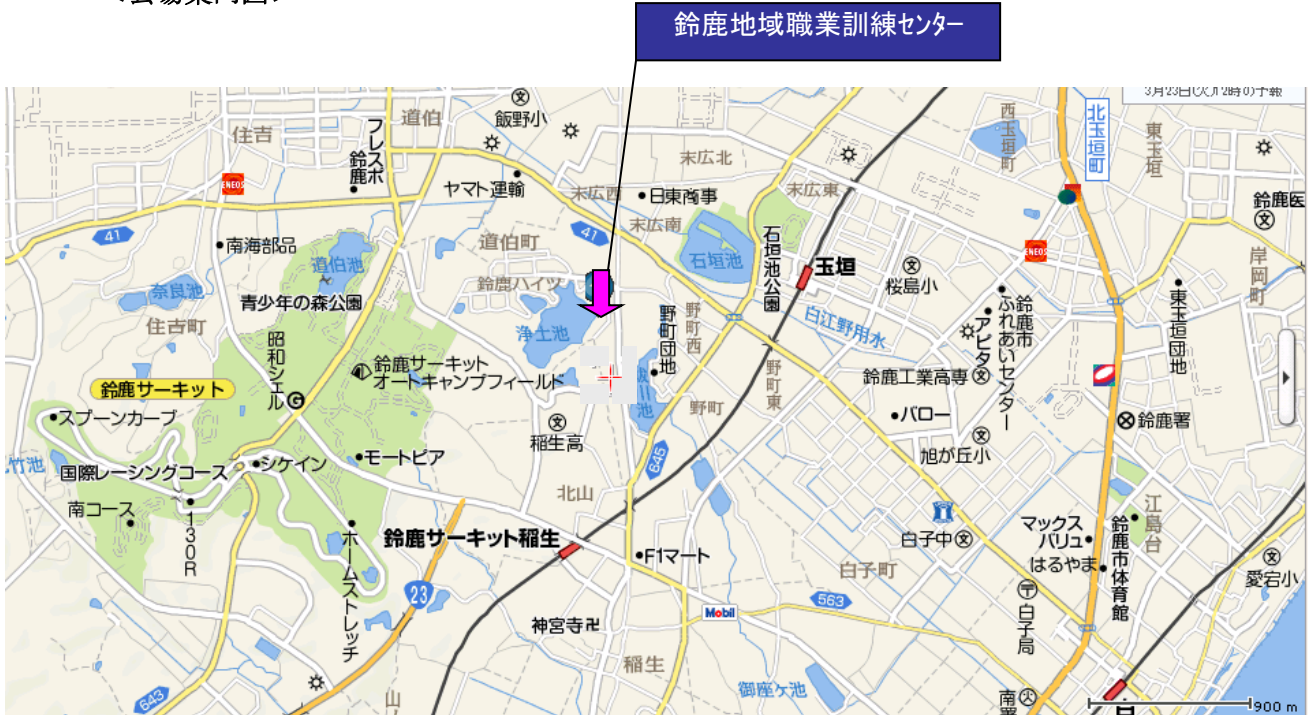 <会場案内図>
鈴鹿地域職業訓練センター
3月23日(火)12時の予報
住吉
道伯
飯野小
フレスポ鈴鹿
ENEOS
ヤマト運輸
末広北
末広西
日東商事
末広東
末広南
西玉垣町
北玉垣町
東玉垣
鈴鹿医
41
南海部品
道伯町
41
道伯池
鈴鹿ハイツ
石垣池
石垣池公園
玉垣
桜島小
ENEOS
岸岡町
奈良池
住吉町
青少年の森公園
浄土池
野町団地
野町西
白江野用水
アピタ
鈴鹿市ふれあいセンター
東玉垣団地
昭和シェル
鈴鹿サーキット
オートキャンプフィールド
鈴鹿サーキット
野町東
鈴鹿工業高専
スプーンカーブ
稲生高
野町
バロー
鈴鹿署
旭が丘小
竹池
国際レーシングコース
シケイン
モートピア
645
南コース
130R
北山
江島台
ホームストレッチ
鈴鹿サーキット稲生
F1マート
白子中
マックスバリュ
はるやま
鈴鹿市体育館
愛宕小
23
白子町
563
白子局
Mobil
神宮寺
稲生
御座ヶ池
643
山
南署
900 m